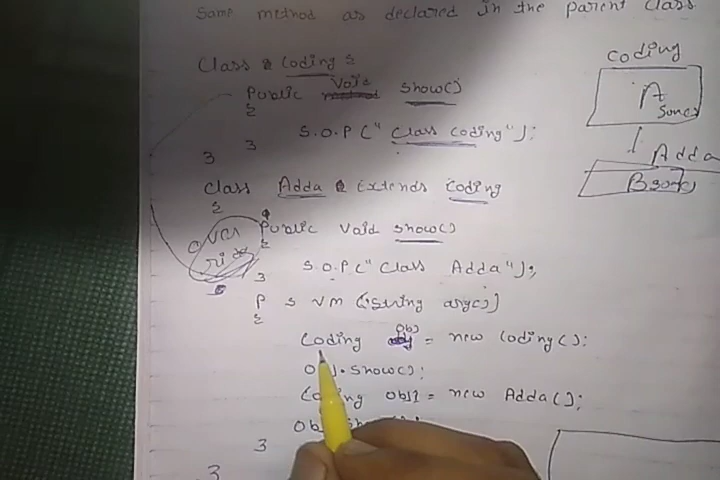 Same method as declared in the parent class
Class Coding {
Public Void show()
{
S.O.P("Class Coding");
}
}
Class Adda Extends Coding
{
Public Void show()
{
S.O.P("Class Adda");
}
P S V M (String args[])
{
Coding obj = new Coding();
obj.show();
Coding obj1 = new Adda();
}
}
over
ride
Coding
A
Adda